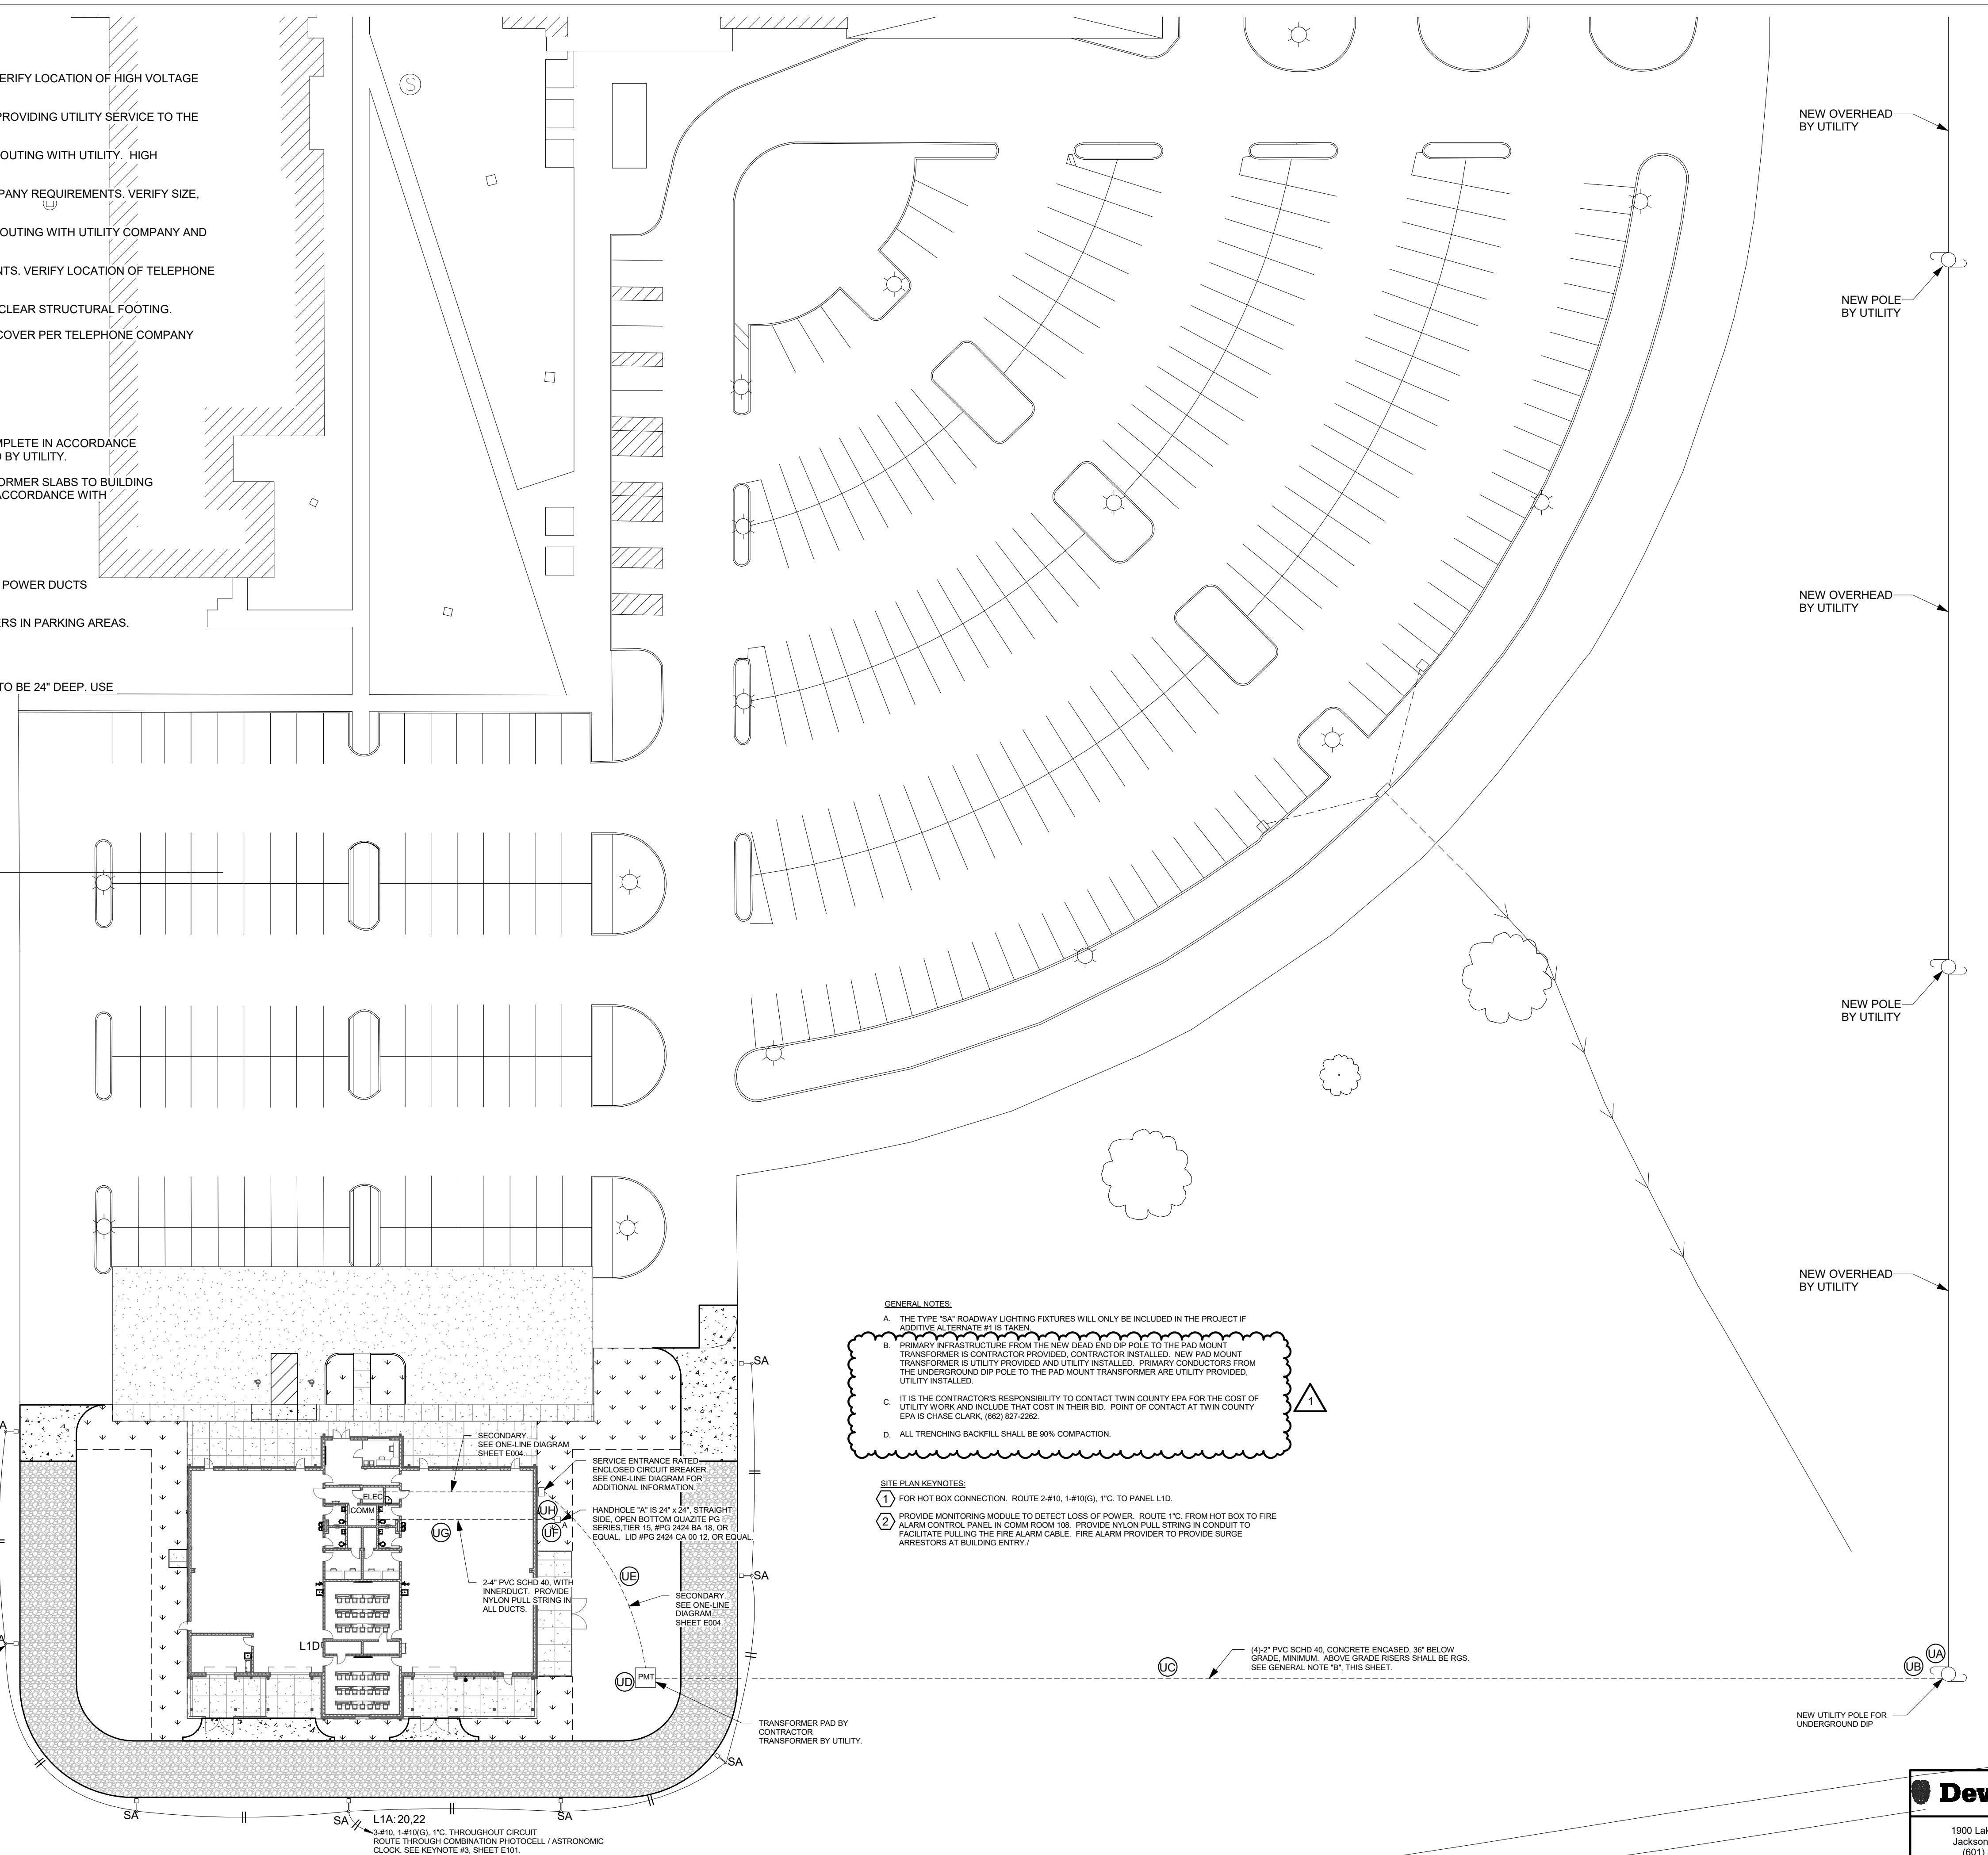 ERIFY LOCATION OF HIGH VOLTAGE
PROVIDING UTILITY SERVICE TO THE
OUTING WITH UTILITY. HIGH
PANY REQUIREMENTS. VERIFY SIZE,
OUTING WITH UTILITY COMPANY AND
NTS. VERIFY LOCATION OF TELEPHONE
CLEAR STRUCTURAL FOOTING.
COVER PER TELEPHONE COMPANY
MPLETE IN ACCORDANCE
BY UTILITY.
ORMER SLABS TO BUILDING
ACCORDANCE WITH
POWER DUCTS
ERS IN PARKING AREAS.
TO BE 24" DEEP. USE
S
NEW OVERHEAD
BY UTILITY
NEW POLE
BY UTILITY
NEW OVERHEAD
BY UTILITY
NEW POLE
BY UTILITY
NEW OVERHEAD
BY UTILITY
GENERAL NOTES:
A. THE TYPE "SA" ROADWAY LIGHTING FIXTURES WILL ONLY BE INCLUDED IN THE PROJECT IF
ADDITIVE ALTERNATE #1 IS TAKEN.
B. PRIMARY INFRASTRUCTURE FROM THE NEW DEAD END DIP POLE TO THE PAD MOUNT
TRANSFORMER IS CONTRACTOR PROVIDED, CONTRACTOR INSTALLED. NEW PAD MOUNT
TRANSFORMER IS UTILITY PROVIDED AND UTILITY INSTALLED. PRIMARY CONDUCTORS FROM
THE UNDERGROUND DIP POLE TO THE PAD MOUNT TRANSFORMER ARE UTILITY PROVIDED,
UTILITY INSTALLED.
C. IT IS THE CONTRACTOR'S RESPONSIBILITY TO CONTACT TWIN COUNTY EPA FOR THE COST OF
UTILITY WORK AND INCLUDE THAT COST IN THEIR BID. POINT OF CONTACT AT TWIN COUNTY
EPA IS CHASE CLARK, (662) 827-2262.
D. ALL TRENCHING BACKFILL SHALL BE 90% COMPACTION.
1
SITE PLAN KEYNOTES:
1 FOR HOT BOX CONNECTION. ROUTE 2-#10, 1-#10(G), 1"C. TO PANEL L1D.
2 PROVIDE MONITORING MODULE TO DETECT LOSS OF POWER. ROUTE 1"C. FROM HOT BOX TO FIRE
ALARM CONTROL PANEL IN COMM ROOM 108. PROVIDE NYLON PULL STRING IN CONDUIT TO
FACILITATE PULLING THE FIRE ALARM CABLE. FIRE ALARM PROVIDER TO PROVIDE SURGE
ARRESTORS AT BUILDING ENTRY./
SA
A
SECONDARY.
SEE ONE-LINE DIAGRAM
SHEET E004.
SERVICE ENTRANCE RATED
ENCLOSED CIRCUIT BREAKER.
SEE ONE-LINE DIAGRAM FOR
ADDITIONAL INFORMATION.
ELEC
COMM
UH
A
UG
UF
HANDHOLE "A" IS 24" x 24", STRAIGHT
SIDE, OPEN BOTTOM QUAZITE PG
SERIES,TIER 15, #PG 2424 BA 18, OR
EQUAL. LID #PG 2424 CA 00 12, OR EQUAL.
2-4" PVC SCHD 40, WITH
INNERDUCT. PROVIDE
NYLON PULL STRING IN
ALL DUCTS.
UE
SA
SECONDARY.
SEE ONE-LINE
DIAGRAM
SHEET E004.
A
L1D
UD
PMT
UC
(4)-2" PVC SCHD 40, CONCRETE ENCASED, 36" BELOW
GRADE, MINIMUM. ABOVE GRADE RISERS SHALL BE RGS.
SEE GENERAL NOTE "B", THIS SHEET.
UB
UA
NEW UTILITY POLE FOR
UNDERGROUND DIP
TRANSFORMER PAD BY
CONTRACTOR
TRANSFORMER BY UTILITY.
SA
SA
SA
SA
L1A:20,22
3-#10, 1-#10(G), 1"C. THROUGHOUT CIRCUIT
ROUTE THROUGH COMBINATION PHOTOCELL / ASTRONOMIC
CLOCK. SEE KEYNOTE #3, SHEET E101.
Dew
1900 Lak
Jackson
(601)